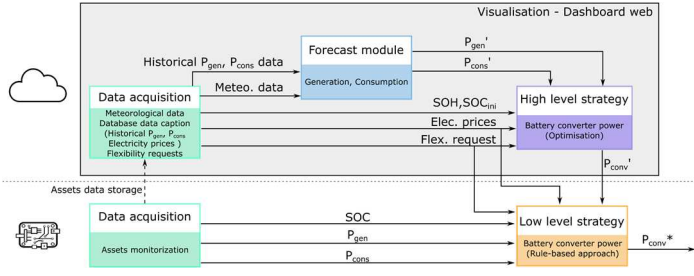 Visualisation - Dashboard web
Historical Pgen, Pcons data
Meteo. data
Forecast module
Generation, Consumption
Pgen'
Pcons'
Data acquisition
Meteorological data
Database data caption
(Historical Pgen, Pcons
Electricity prices )
Flexibility requests
SOH,SOCini
Elec. prices
Flex. request
High level strategy
Battery converter power
(Optimisation)
Pconv'
Assets data storage
Data acquisition
Assets monitorization
SOC
Pgen
Pcons
Low level strategy
Battery converter power
(Rule-based approach)
Pconv*